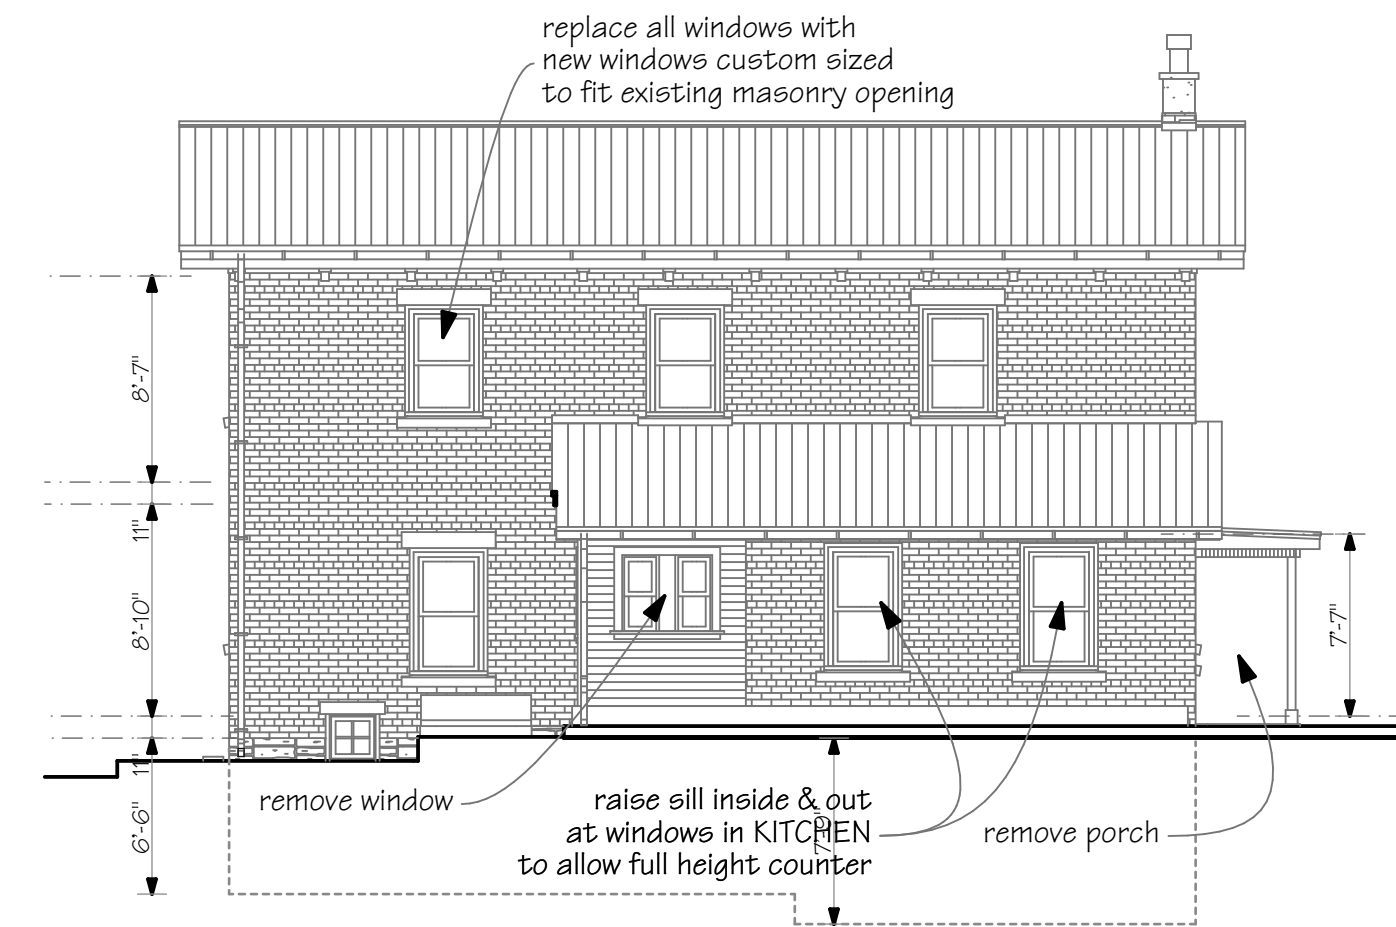 replace all windows with
new windows custom sized
to fit existing masonry opening
8'-7"
11"
8'-10"
7'-7"
11"
6'-6"
remove window
raise sill inside & out
at windows in KITCHEN
to allow full height counter
remove porch